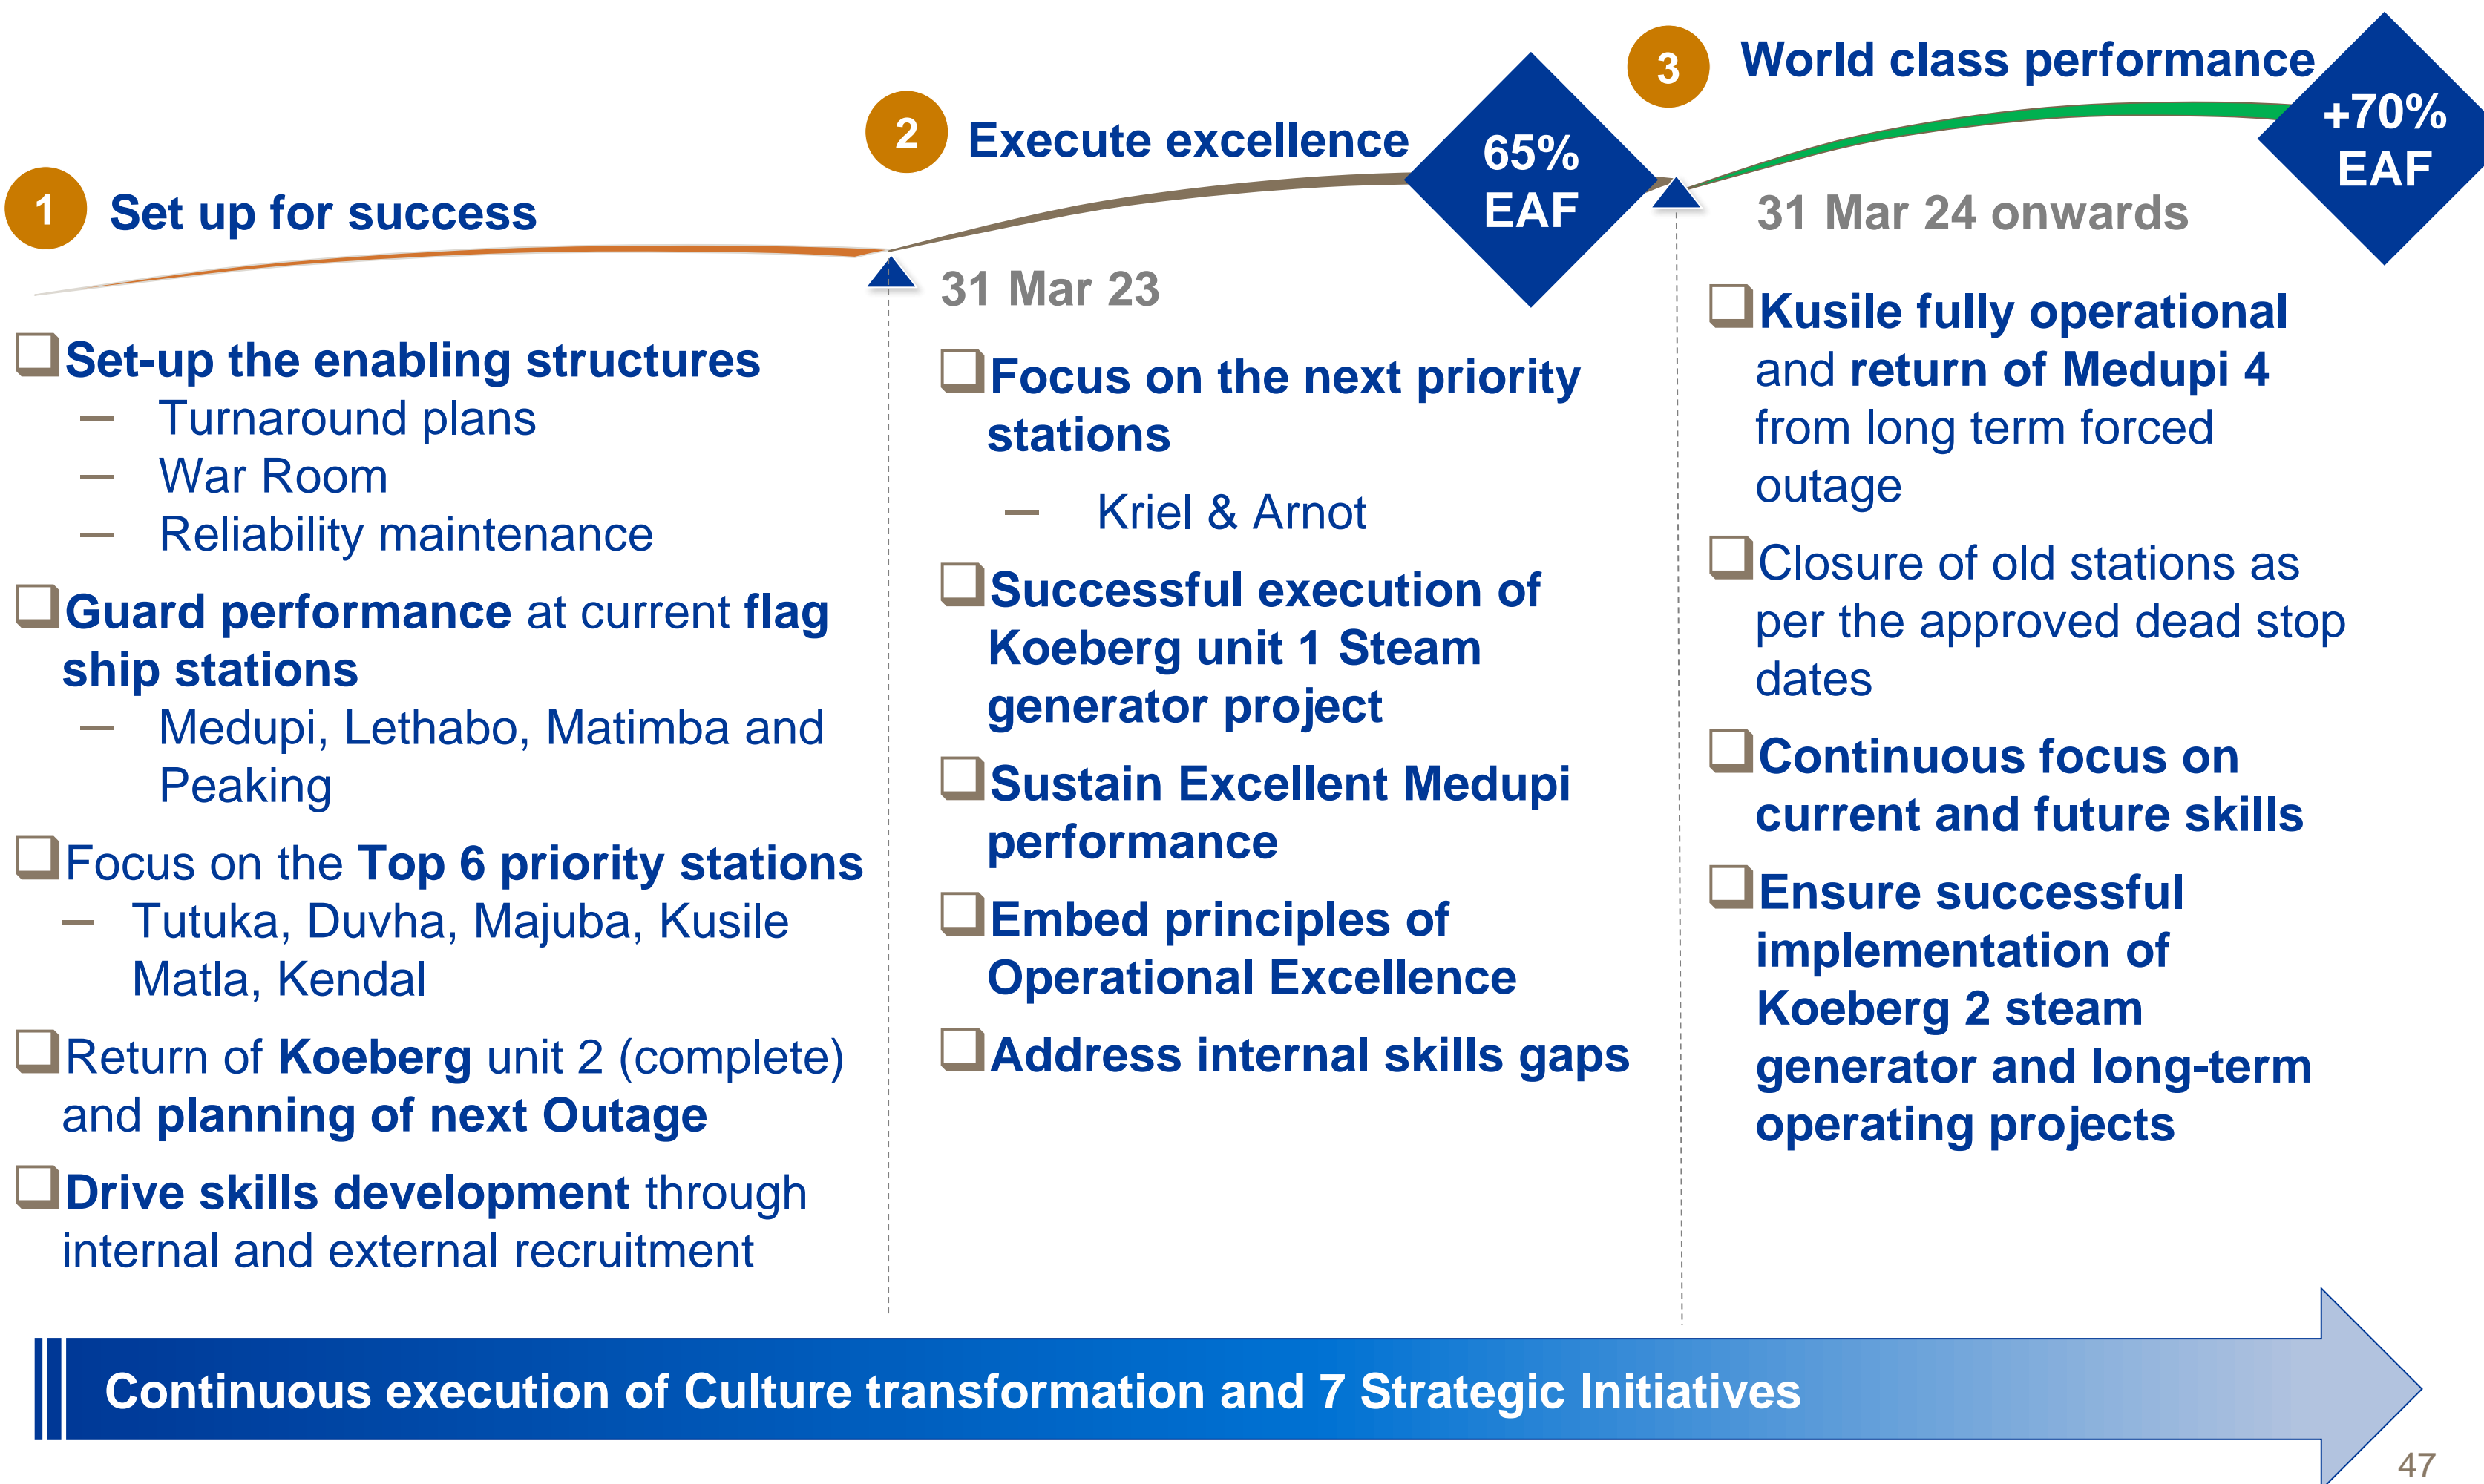 1
Set up for success
❑Set-up the enabling structures
— Turnaround plans
— War Room
— Reliability maintenance
❑Guard performance at current flag
ship stations
— Medupi, Lethabo, Matimba and
Peaking
❑Focus on the Top 6 priority stations
— Tutuka, Duvha, Majuba, Kusile
Matla, Kendal
❑Return of Koeberg unit 2 (complete)
and planning of next Outage
❑Drive skills development through
internal and external recruitment
2
Execute excellence
65%
EAF
31 Mar 23
❑Focus on the next priority
stations
— Kriel & Arnot
❑Successful execution of
Koeberg unit 1 Steam
generator project
❑Sustain Excellent Medupi
performance
❑Embed principles of
Operational Excellence
❑Address internal skills gaps
3
World class performance
+70%
EAF
31 Mar 24 onwards
❑Kusile fully operational
and return of Medupi 4
from long term forced
outage
❑Closure of old stations as
per the approved dead stop
dates
❑Continuous focus on
current and future skills
❑Ensure successful
implementation of
Koeberg 2 steam
generator and long-term
operating projects
Continuous execution of Culture transformation and 7 Strategic Initiatives
47